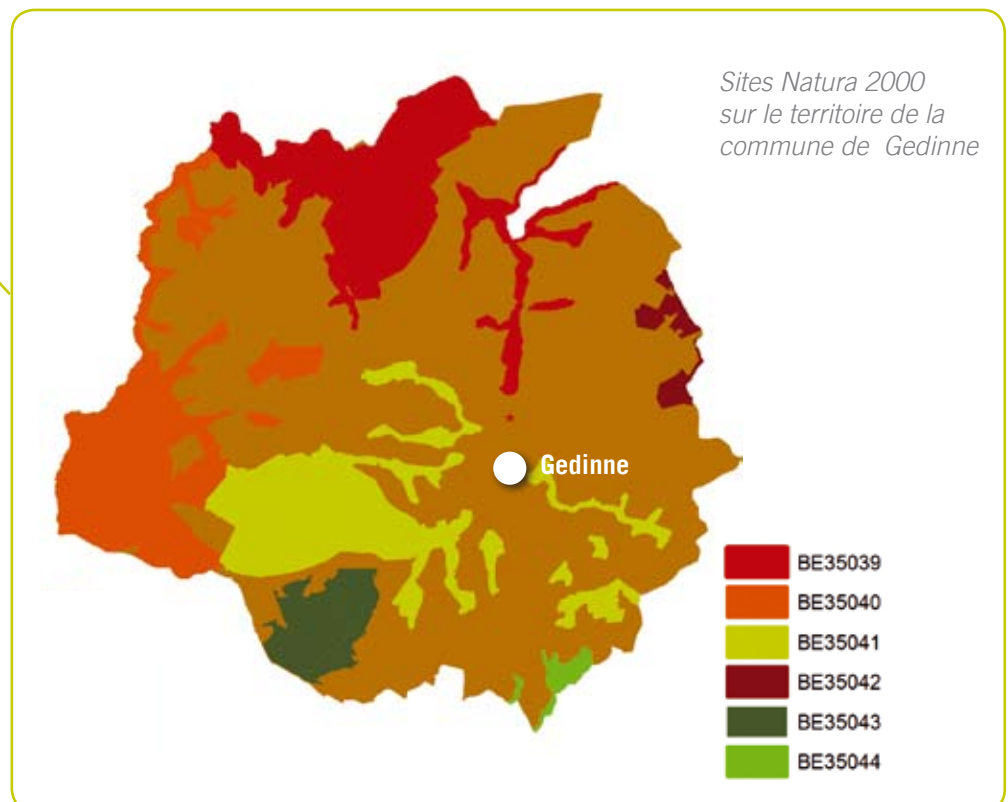 Sites Natura 2000
sur le territoire de la
commune de Gedinne
Gedinne
BE35039
BE35040
BE35041
BE35042
BE35043
BE35044